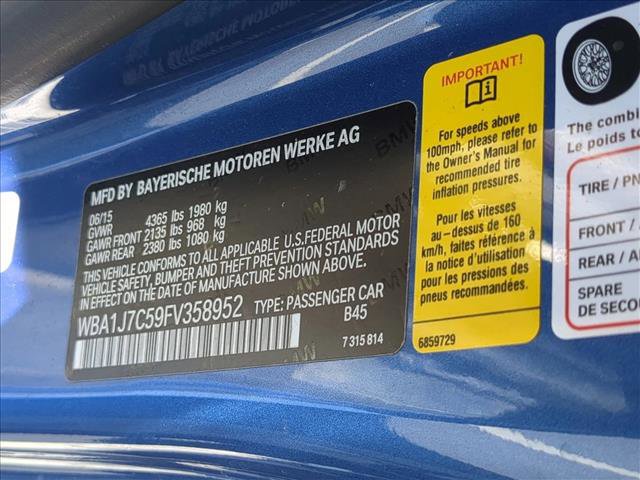 MFD BY BAYERISCHE MOTOREN WERKE AG
06/15 4365 lbs 1980 kg
GVWR
GAWR FRONT 2135 lbs 968 kg
GAWR REAR 2380 lbs 1080 kg
THIS VEHICLE CONFORMS TO ALL APPLICABLE U.S.FEDERAL MOTOR
VEHICLE SAFETY, BUMPER AND THEFT PREVENTION STANDARDS
IN EFFECT ON THE DATE OF MANUFACTURE SHOWN ABOVE.
WBA1J7C59FV358952 TYPE: PASSENGER CAR
B45
7 315 814
IMPORTANT!
For speeds above
100mph, please refer to
the Owner's Manual for
recommended tire
inflation pressures.
Pour les vitesses
au-dessus de 160
km/h, faites référence à
la notice d'utilisation
pour les pressions des
pneus recommandées.
6859729
The combi
Le poids t
TIRE / PN
FRONT /
REAR / A
SPARE
DE SECOU